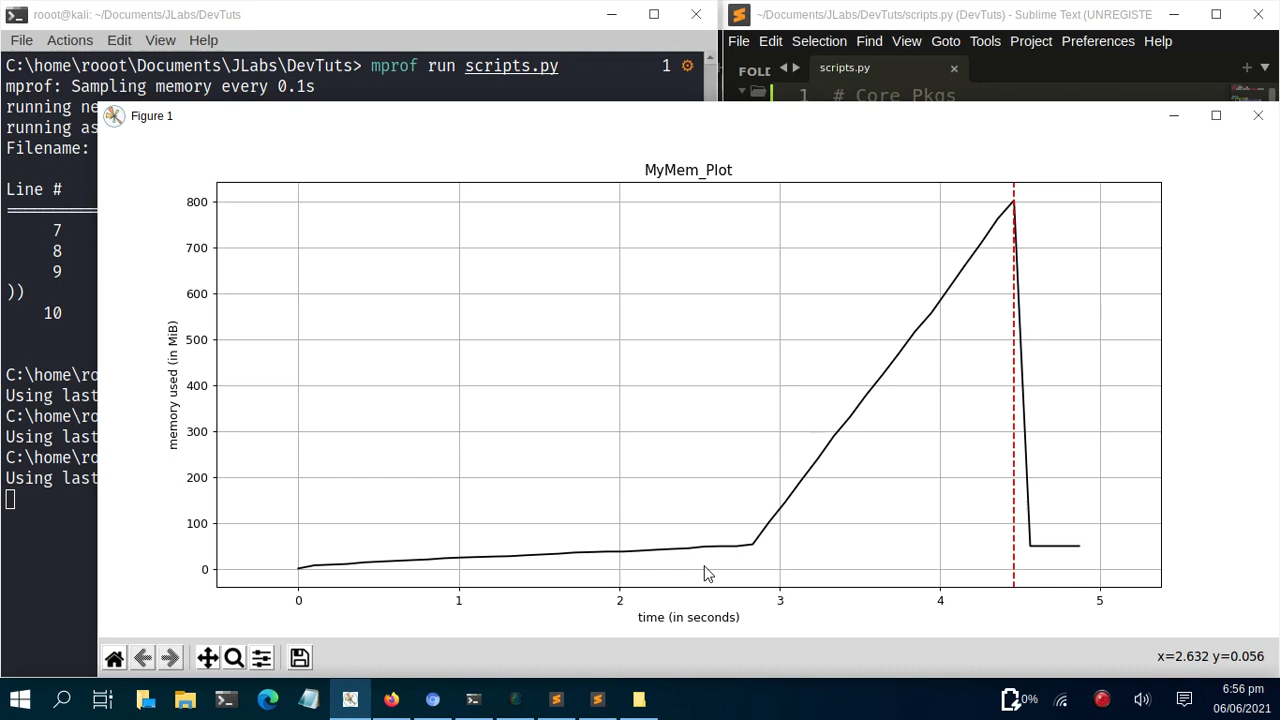 rooot@kali: ~/Documents/JLabs/DevTuts
File Actions Edit View Help
C:\home\rooot\Documents\JLabs\DevTuts> mprof run scripts.py 1
mprof: Sampling memory every 0.1s
running ne
running as
Filename:
Line #
7
8
9
))
10
C:\home\ro
Using last
C:\home\ro
Using last
C:\home\ro
Using last
~/Documents/JLabs/DevTuts/scripts.py (DevTuts) - Sublime Text (UNREGISTE
File Edit Selection Find View Goto Tools Project Preferences Help
FOLD
scripts.py
1 # Core Pkgs
Figure 1
MyMem_Plot
memory used (in MiB)
800
700
600
500
400
300
200
100
0
0 1 2 3 4 5
time (in seconds)
x=2.632 y=0.056
0%
6:56 pm
06/06/2021